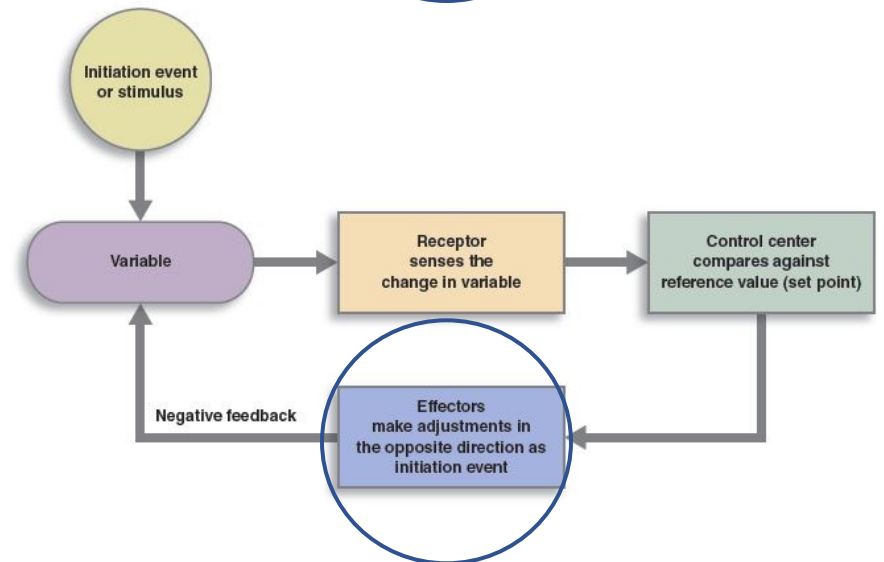 Initiation event
or stimulus
Variable
Receptor
senses the
change in variable
Control center
compares against
reference value (set point)
Effectors
make adjustments in
the opposite direction as
initiation event
Negative feedback